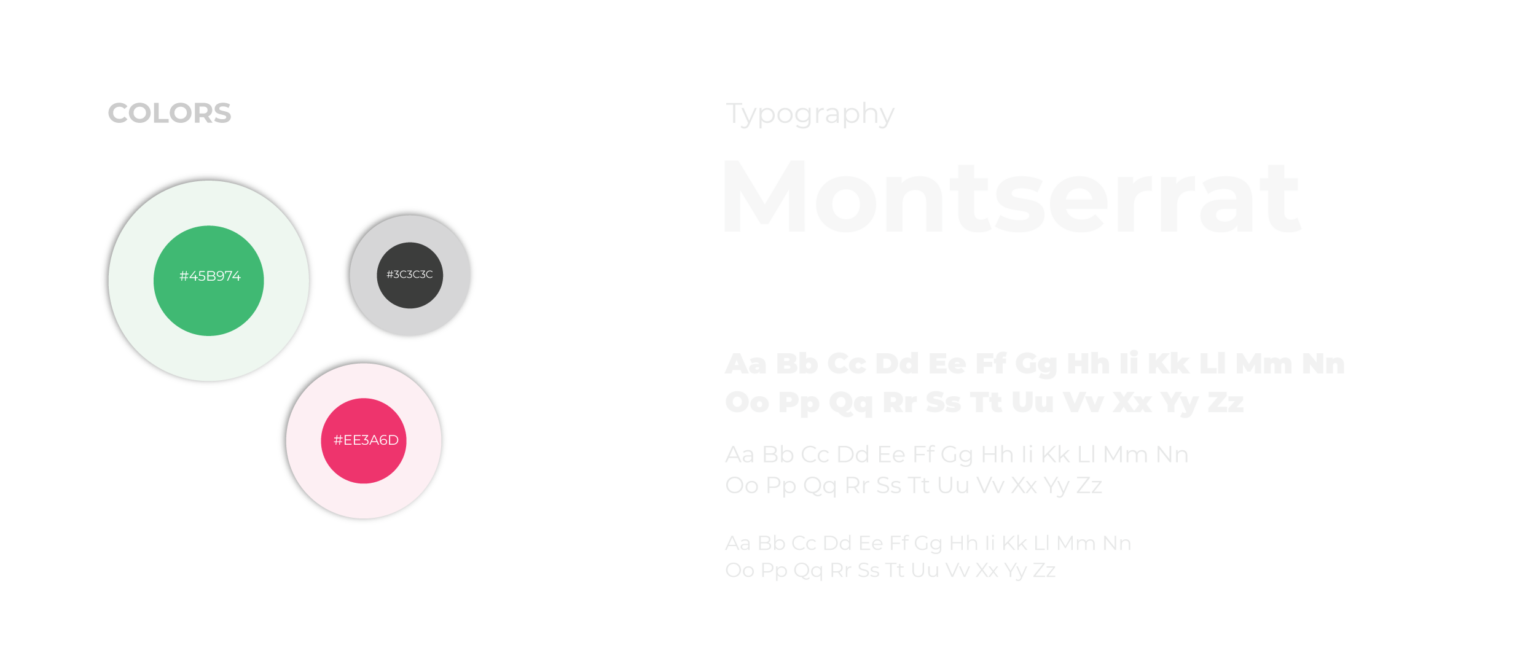 COLORS
#45B974
#3C3C3C
#EE3A6D
Typography
Montserrat
Aa Bb Cc Dd Ee Ff Gg Hh Ii Kk Ll Mm Nn
Oo Pp Qq Rr Ss Tt Uu Vv Xx Yy Zz
Aa Bb Cc Dd Ee Ff Gg Hh Ii Kk Ll Mm Nn
Oo Pp Qq Rr Ss Tt Uu Vv Xx Yy Zz
Aa Bb Cc Dd Ee Ff Gg Hh Ii Kk Ll Mm Nn
Oo Pp Qq Rr Ss Tt Uu Vv Xx Yy Zz